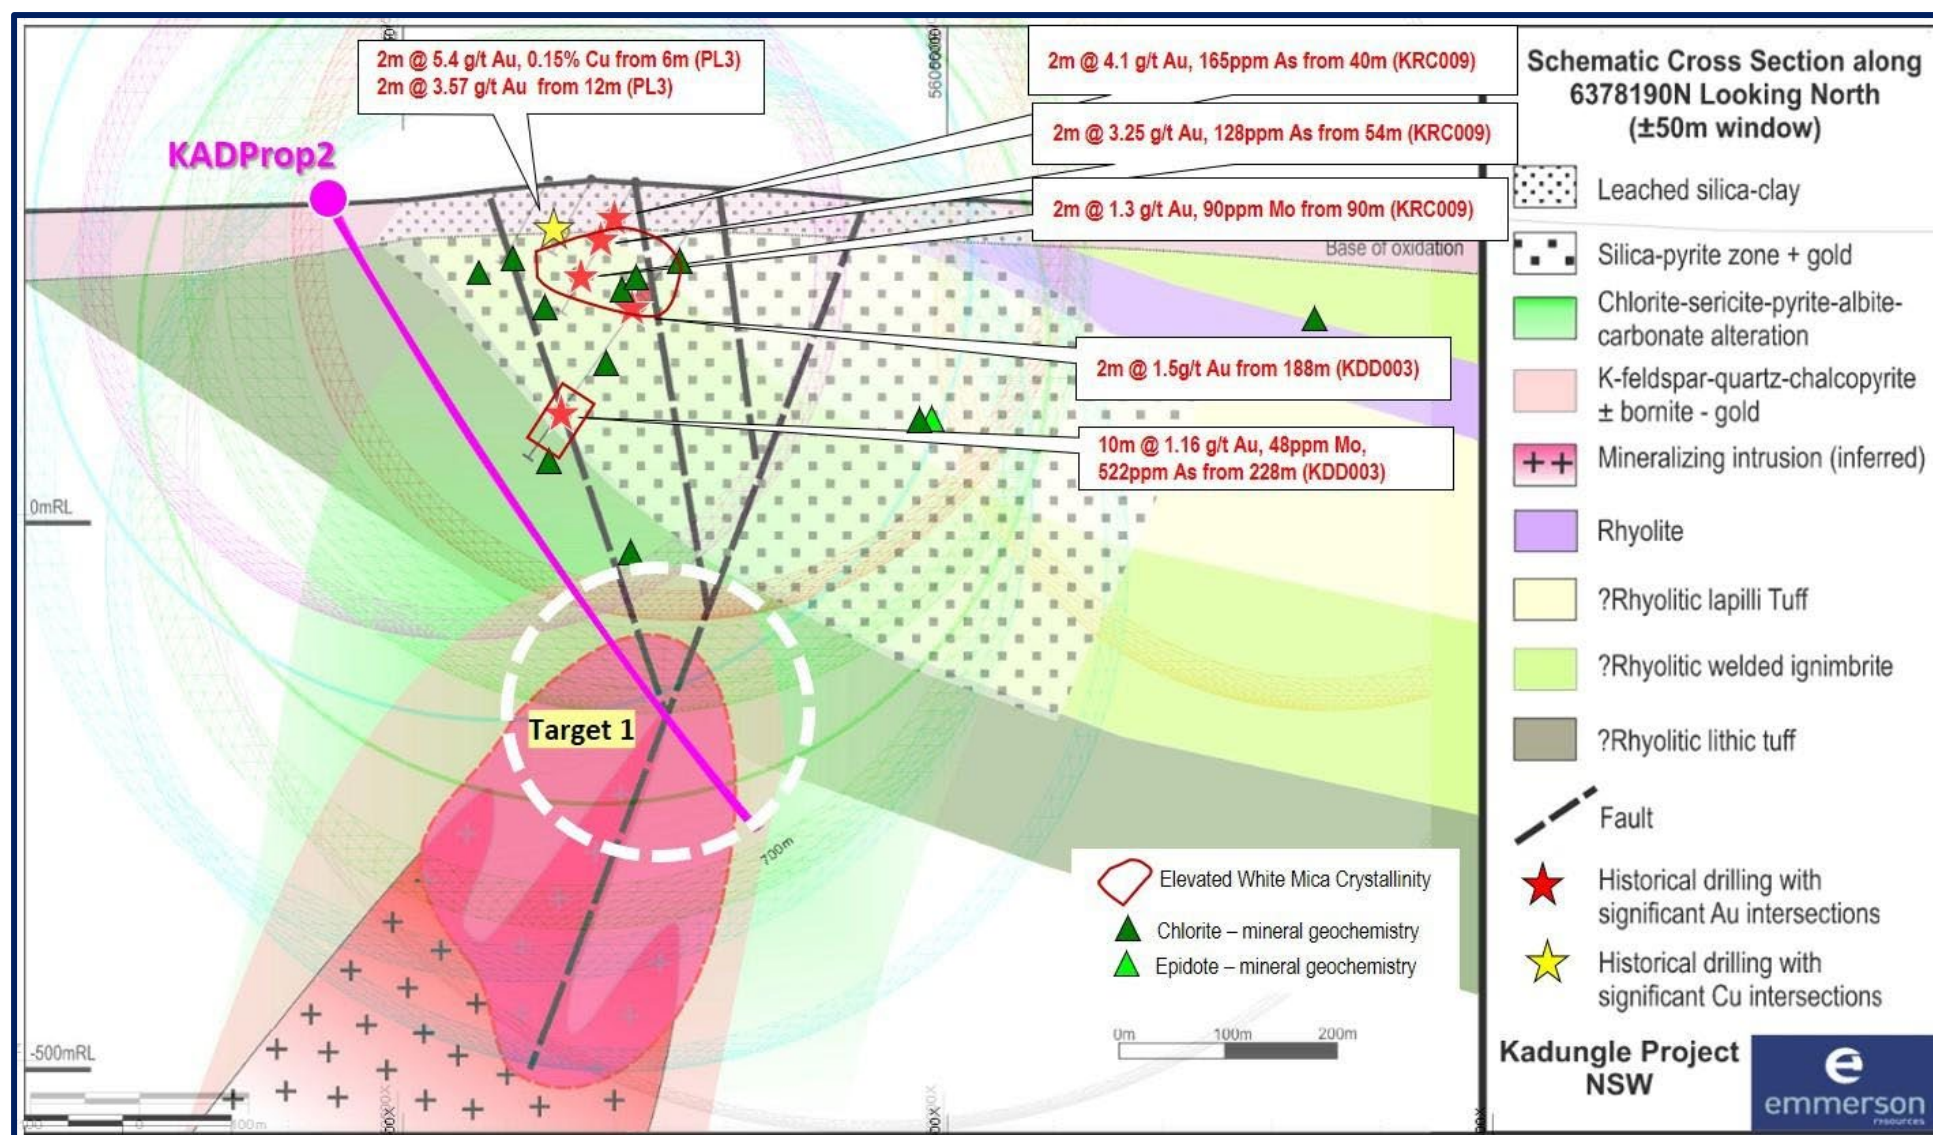 2m @ 5.4 g/t Au, 0.15% Cu from 6m (PL3)
2m @ 3.57 g/t Au from 12m (PL3)
2m @ 4.1 g/t Au, 165ppm As from 40m (KRC009)
2m @ 3.25 g/t Au, 128ppm As from 54m (KRC009)
2m @ 1.3 g/t Au, 90ppm Mo from 90m (KRC009)
KADProp2
Base of oxidation
2m @ 1.5g/t Au from 188m (KDD003)
10m @ 1.16 g/t Au, 48ppm Mo,
522ppm As from 228m (KDD003)
0mRL
Target 1
700m
-500mRL
Elevated White Mica Crystallinity
Chlorite – mineral geochemistry
Epidote – mineral geochemistry
0m 100m 200m
Schematic Cross Section along
6378190N Looking North
(±50m window)
Leached silica-clay
Silica-pyrite zone + gold
Chlorite-sericite-pyrite-albite-
carbonate alteration
K-feldspar-quartz-chalcopyrite
± bornite - gold
Mineralizing intrusion (inferred)
Rhyolite
?Rhyolitic lapilli Tuff
?Rhyolitic welded ignimbrite
?Rhyolitic lithic tuff
Fault
Historical drilling with
significant Au intersections
Historical drilling with
significant Cu intersections
Kadungle Project
NSW
e
emmerson
resources